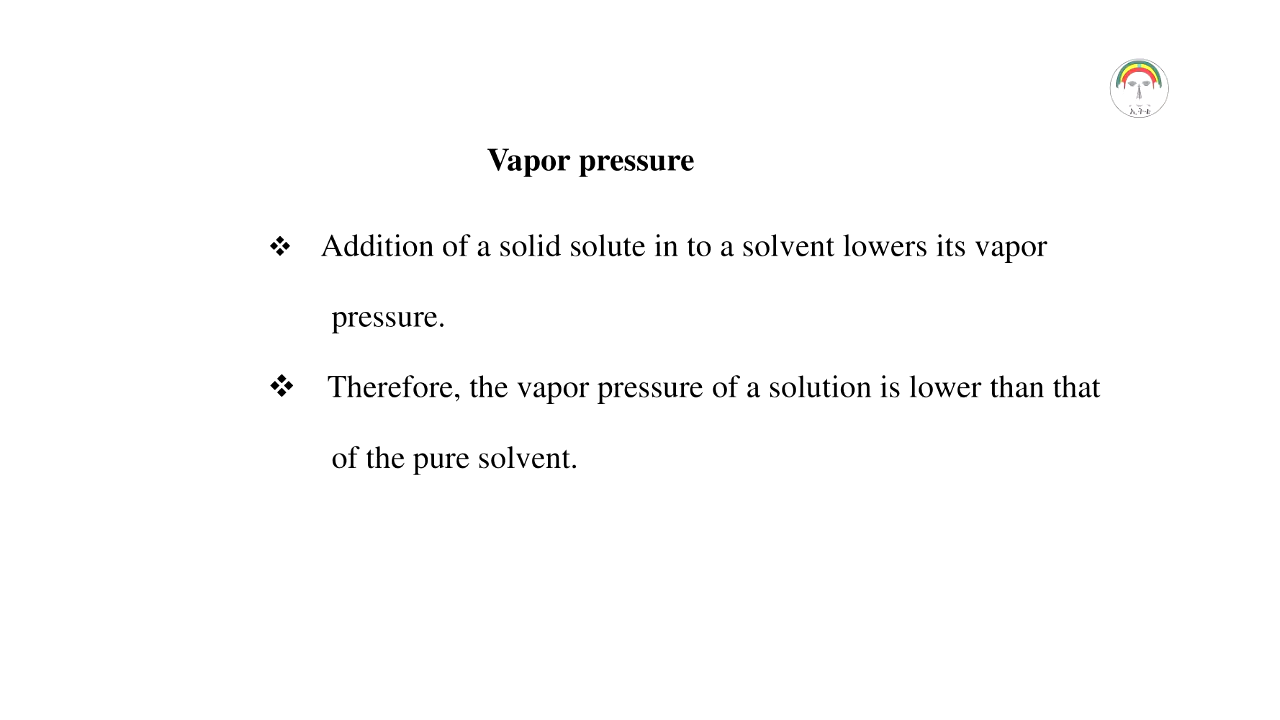 Vapor pressure
❖ Addition of a solid solute in to a solvent lowers its vapor
pressure.
❖ Therefore, the vapor pressure of a solution is lower than that
of the pure solvent.